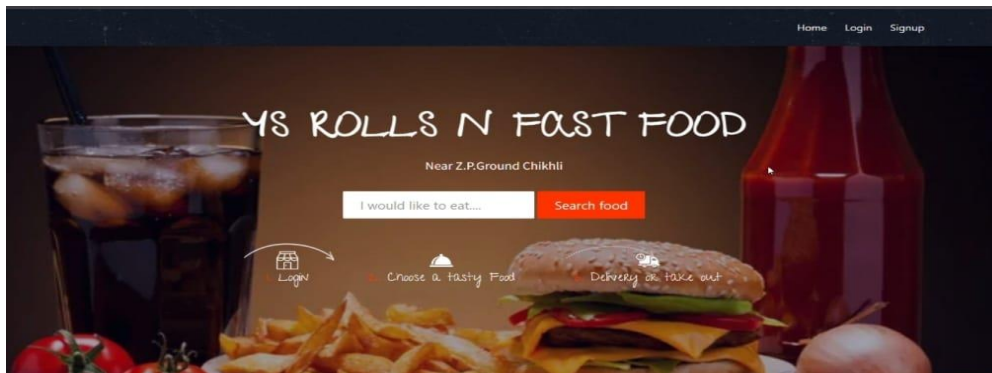 Home Login Signup
YS ROLLS N FAST FOOD
Near Z.P.Ground Chikhli
I would like to eat.... Search food
Login Choose a tasty Food Delivery or take out